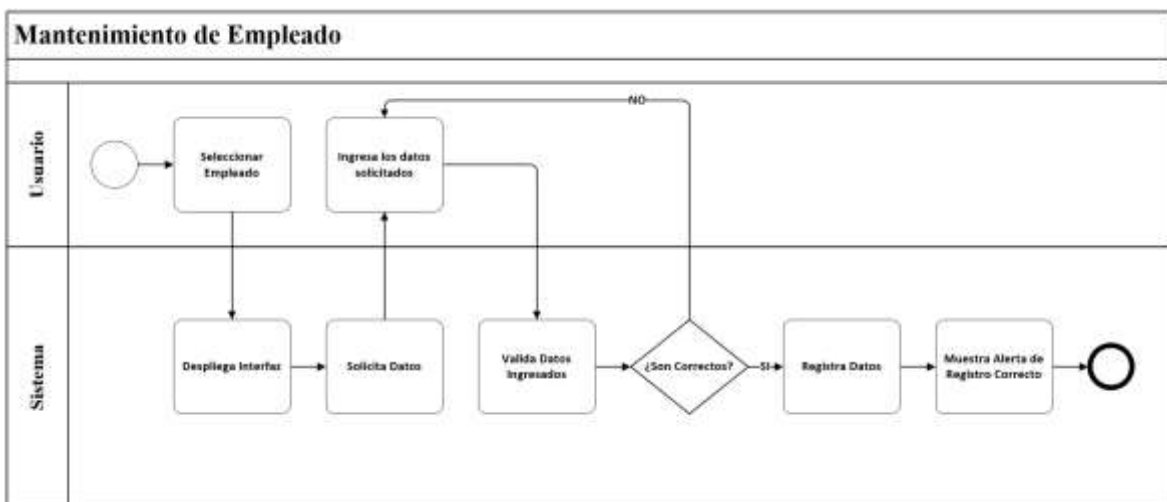 Mantenimiento de Empleado
Usuario
Seleccionar
Empleado
Ingresa los datos
solicitados
NO
Sistema
Despliega Interfaz
Solicita Datos
Valida Datos
Ingresados
¿Son Correctos?
SI
Registra Datos
Muestra Alerta de
Registro Correcto